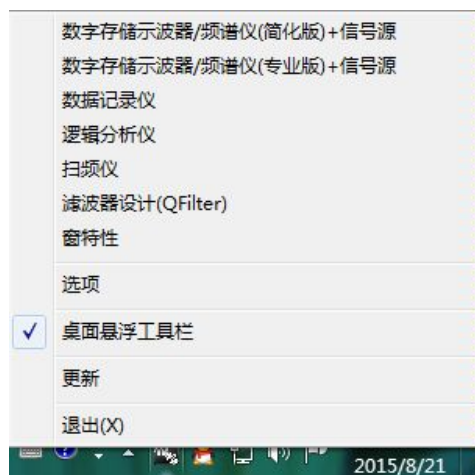 数字存储示波器/频谱仪(简化版)+信号源
数字存储示波器/频谱仪(专业版)+信号源
数据记录仪
逻辑分析仪
扫频仪
滤波器设计(QFilter)
窗特性
选项
桌面悬浮工具栏
更新
退出(X)
2015/8/21